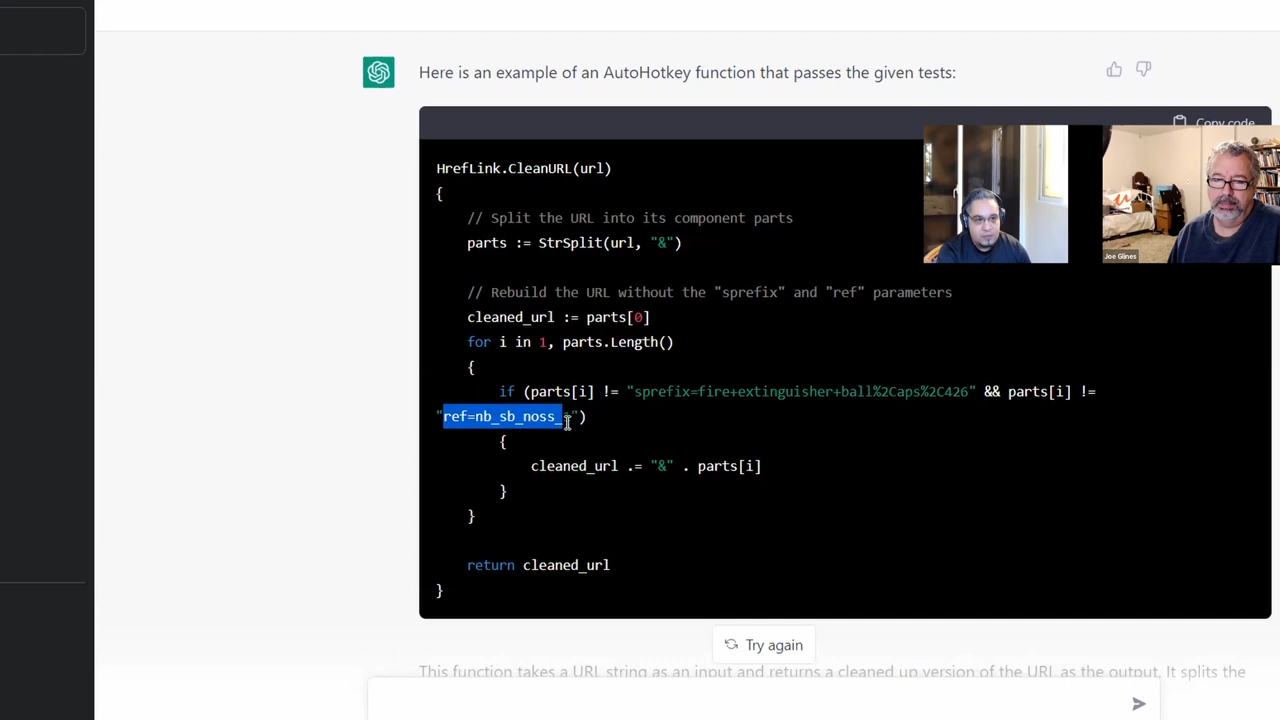 Here is an example of an AutoHotkey function that passes the given tests:
Copy code
HrefLink.CleanURL(url)
{
// Split the URL into its component parts
parts := StrSplit(url, "&")
// Rebuild the URL without the "sprefix" and "ref" parameters
cleaned_url := parts[0]
for i in 1, parts.Length()
{
if (parts[i] != "sprefix=fire+extinguisher+ball%2Caps%2C426" && parts[i] !=
"ref=nb_sb_noss_")
{
cleaned_url .= "&" . parts[i]
}
}
return cleaned_url
}
Joe Glines
Try again
This function takes a URL string as an input and returns a cleaned up version of the URL as the output. It splits the